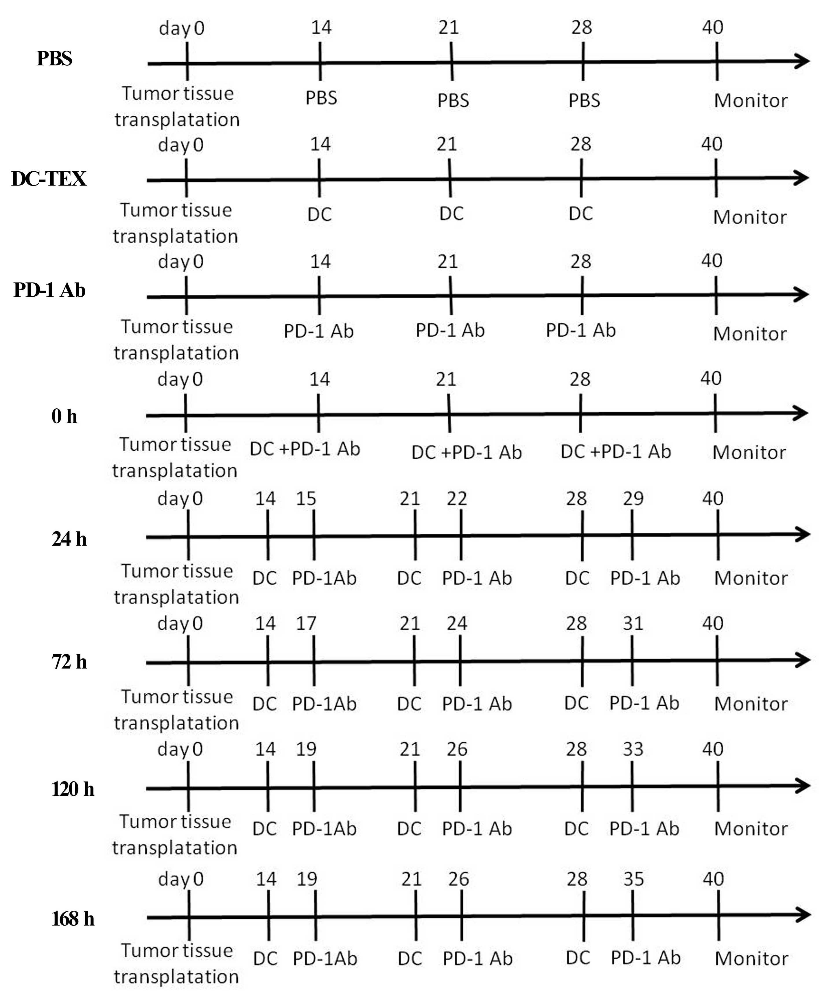 day 0 14 21 28 40
PBS
Tumor tissue PBS PBS PBS Monitor
transplatation
day 0 14 21 28 40
DC-TEX
Tumor tissue DC DC DC Monitor
transplatation
day 0 14 21 28 40
PD-1 Ab
Tumor tissue PD-1 Ab PD-1 Ab PD-1 Ab Monitor
transplatation
day 0 14 21 28 40
0 h
Tumor tissue DC +PD-1 Ab DC +PD-1 Ab DC +PD-1 Ab Monitor
transplatation
day 0 14 15 21 22 28 29 40
24 h
Tumor tissue DC PD-1Ab DC PD-1 Ab DC PD-1 Ab Monitor
transplatation
day 0 14 17 21 24 28 31 40
72 h
Tumor tissue DC PD-1Ab DC PD-1 Ab DC PD-1 Ab Monitor
transplatation
day 0 14 19 21 26 28 33 40
120 h
Tumor tissue DC PD-1Ab DC PD-1 Ab DC PD-1 Ab Monitor
transplatation
day 0 14 19 21 26 28 35 40
168 h
Tumor tissue DC PD-1Ab DC PD-1 Ab DC PD-1 Ab Monitor
transplatation